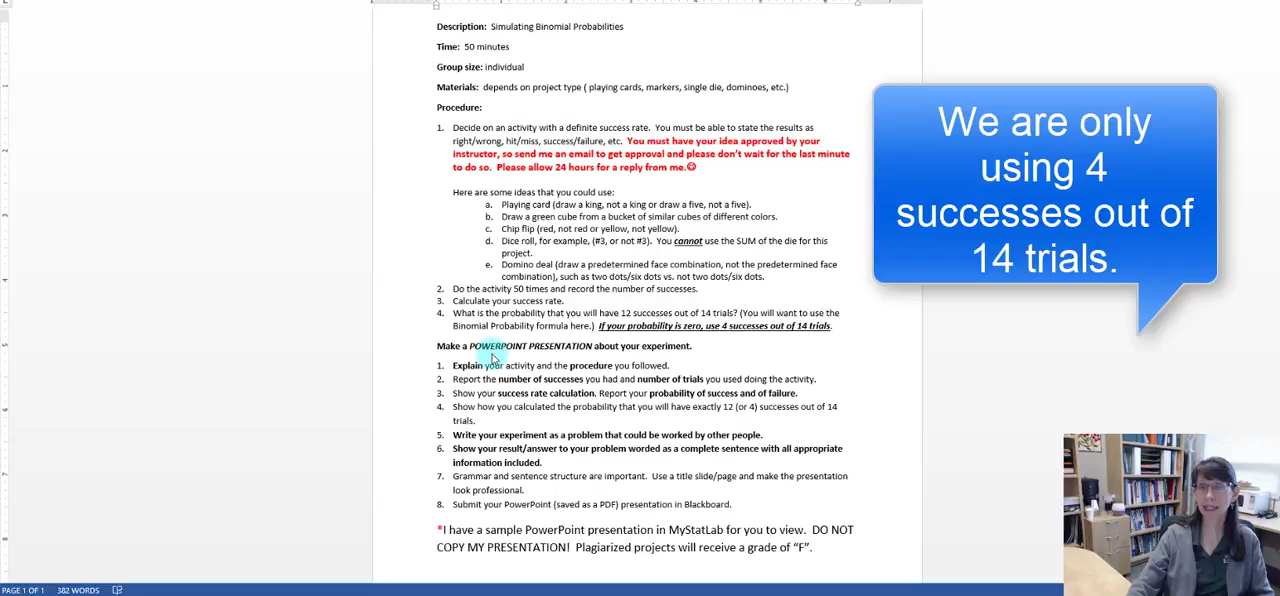 Description: Simulating Binomial Probabilities
Time: 50 minutes
Group size: individual
Materials: depends on project type ( playing cards, markers, single die, dominoes, etc.)
Procedure:
1. Decide on an activity with a definite success rate. You must be able to state the results as
right/wrong, hit/miss, success/failure, etc. You must have your idea approved by your
instructor, so send me an email to get approval and please don't wait for the last minute
to do so. Please allow 24 hours for a reply from me.☺
Here are some ideas that you could use:
a. Playing card (draw a king, not a king or draw a five, not a five).
b. Draw a green cube from a bucket of similar cubes of different colors.
c. Chip flip (red, not red or yellow, not yellow).
d. Dice roll, for example, (#3, or not #3). You cannot use the SUM of the die for this
project.
e. Domino deal (draw a predetermined face combination, not the predetermined face
combination), such as two dots/six dots vs. not two dots/six dots.
2. Do the activity 50 times and record the number of successes.
3. Calculate your success rate.
4. What is the probability that you will have 12 successes out of 14 trials? (You will want to use the
Binomial Probability formula here.) If your probability is zero, use 4 successes out of 14 trials.
Make a POWERPOINT PRESENTATION about your experiment.
1. Explain your activity and the procedure you followed.
2. Report the number of successes you had and number of trials you used doing the activity.
3. Show your success rate calculation. Report your probability of success and of failure.
4. Show how you calculated the probability that you will have exactly 12 (or 4) successes out of 14
trials.
5. Write your experiment as a problem that could be worked by other people.
6. Show your result/answer to your problem worded as a complete sentence with all appropriate
information included.
7. Grammar and sentence structure are important. Use a title slide/page and make the presentation
look professional.
8. Submit your PowerPoint (saved as a PDF) presentation in Blackboard.
*I have a sample PowerPoint presentation in MyStatLab for you to view. DO NOT
COPY MY PRESENTATION! Plagiarized projects will receive a grade of "F".
We are only
using 4
successes out of
14 trials.
PAGE 1 OF 1 382 WORDS